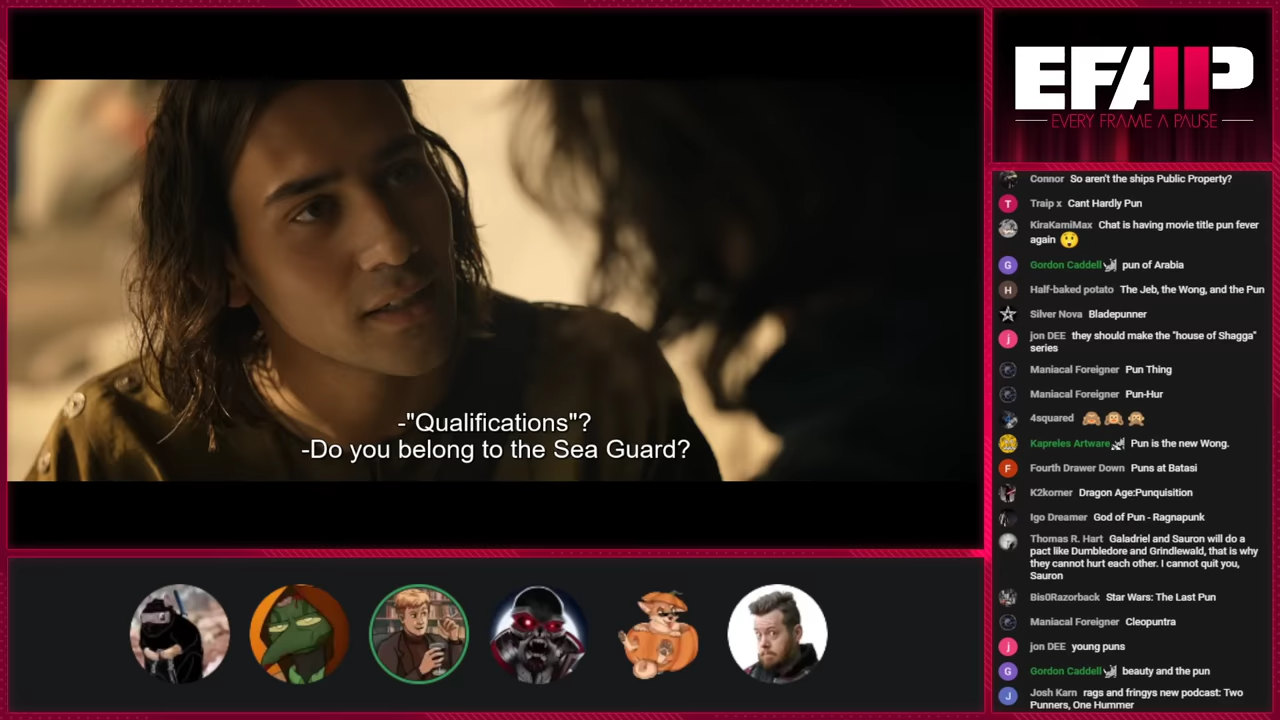 -"Qualifications"?
-Do you belong to the Sea Guard?
EFAP
EVERY FRAME A PAUSE
Connor So aren't the ships Public Property?
T
Traip x Cant Hardly Pun
KiraKamiMax Chat is having movie title pun fever
again
G
Gordon Caddell pun of Arabia
H
Half-baked potato The Jeb, the Wong, and the Pun
Silver Nova Bladepunner
j
jon DEE they should make the "house of Shagga"
series
Maniacal Foreigner Pun Thing
Maniacal Foreigner Pun-Hur
4squared
Kapreles Artware Pun is the new Wong.
F
Fourth Drawer Down Puns at Batasi
K2korner Dragon Age:Punquisition
Igo Dreamer God of Pun - Ragnapunk
Thomas R. Hart Galadriel and Sauron will do a
pact like Dumbledore and Grindlewald, that is why
they cannot hurt each other. I cannot quit you,
Sauron
Bis0Razorback Star Wars: The Last Pun
Maniacal Foreigner Cleopuntra
j
jon DEE young puns
G
Gordon Caddell beauty and the pun
J
Josh Karn rags and fringys new podcast: Two
Punners, One Hummer